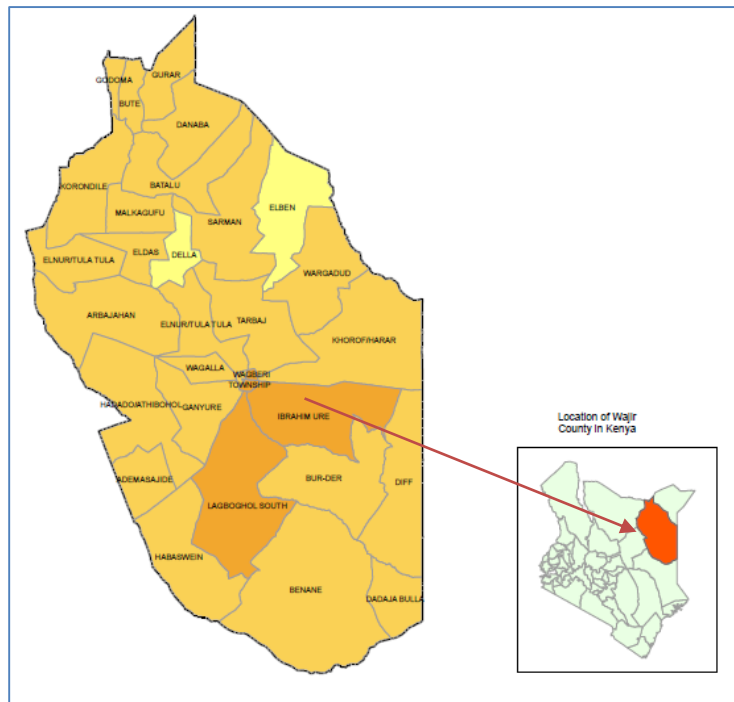 GODOMA
GURAR
BUTE
DANABA
KORONDILE
BATALU
MALKAGUFU
ELBEN
SARMAN
ELNUR/TULA TULA
ELDAS
DELLA
WARGADUD
ARBAJAHAN
ELNUR/TULA TULA
TARBAJ
KHOROF/HARAR
WAGALLA
WAGBERI
TOWNSHIP
HADADO/ATHIBOHOL
GANYURE
IBRAHIM URE
ADEMASAJIDE
BUR-DER
DIFF
LAGBOGHOL SOUTH
HABASWEIN
BENANE
DADAJA BULLA
Location of Wajir
County in Kenya